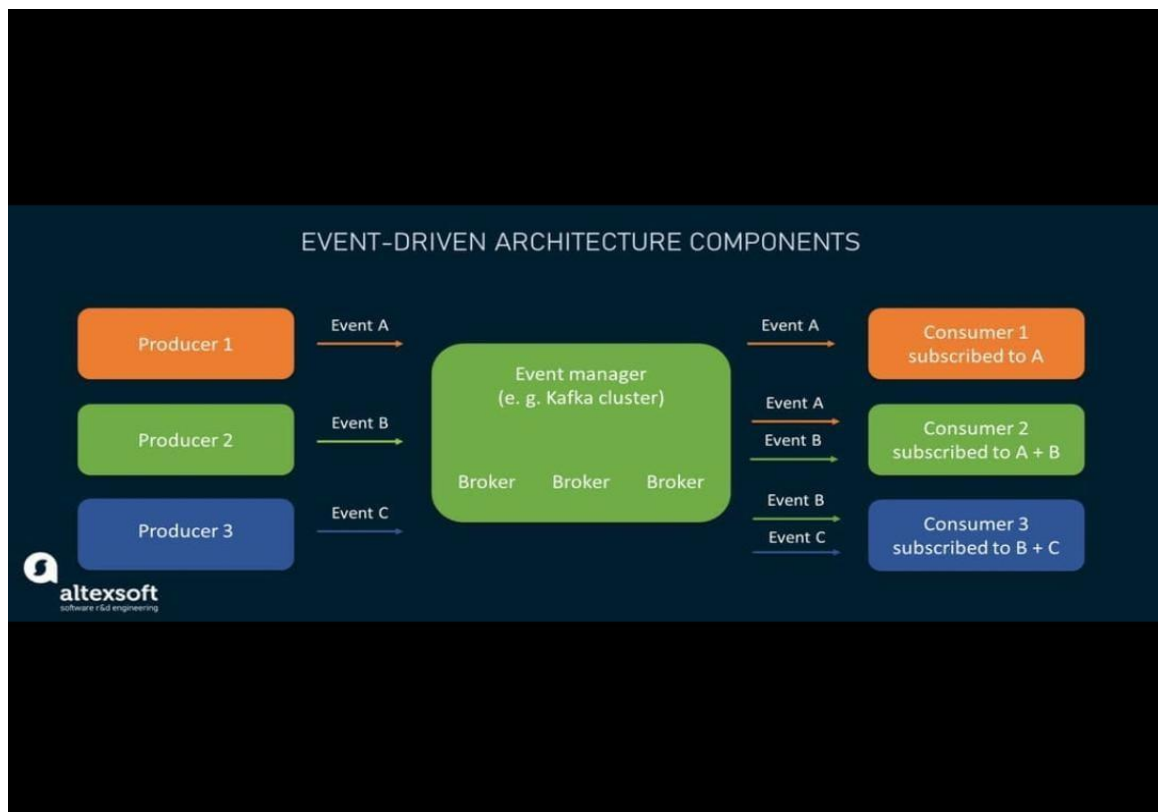 EVENT-DRIVEN ARCHITECTURE COMPONENTS
Producer 1
Event A
Producer 2
Event B
Producer 3
Event C
Event manager
(e. g. Kafka cluster)
Broker Broker Broker
Event A
Consumer 1
subscribed to A
Event A
Event B
Consumer 2
subscribed to A + B
Event B
Event C
Consumer 3
subscribed to B + C
altexsoft
software r&d engineering